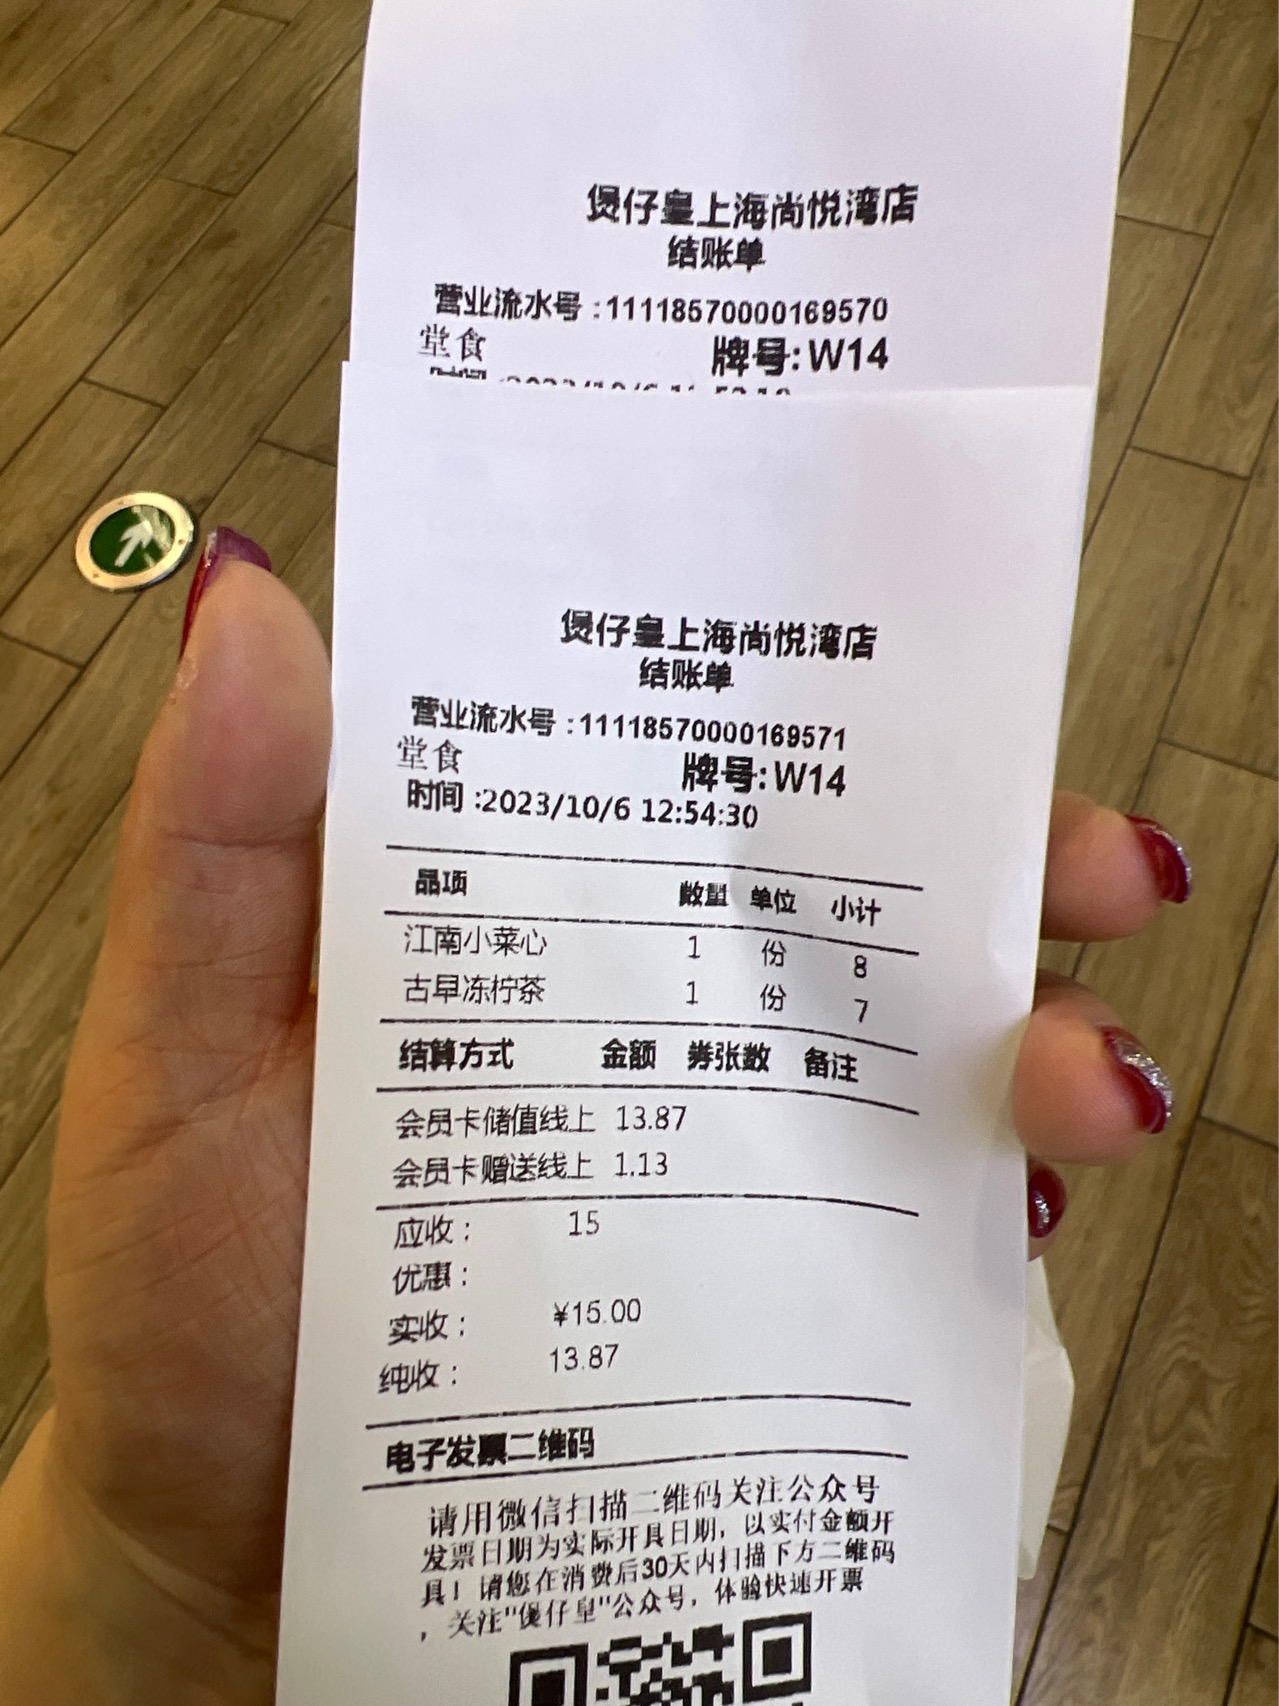 煲仔皇上海尚悦湾店
结账单
营业流水号:11118570000169570
堂食 牌号:W14
煲仔皇上海尚悦湾店
结账单
营业流水号:11118570000169571
堂食 牌号:W14
时间:2023/10/6 12:54:30
品项 数量 单位 小计
江南小菜心 1 份 8
古早冻柠茶 1 份 7
结算方式 金额 券张数 备注
会员卡储值线上 13.87
会员卡赠送线上 1.13
应收: 15
优惠:
实收: ¥15.00
纯收: 13.87
电子发票二维码
请用微信扫描二维码关注公众号
发票日期为实际开具日期，以实付金额开
具！请您在消费后30天内扫描下方二维码
，关注"煲仔皇"公众号，体验快速开票